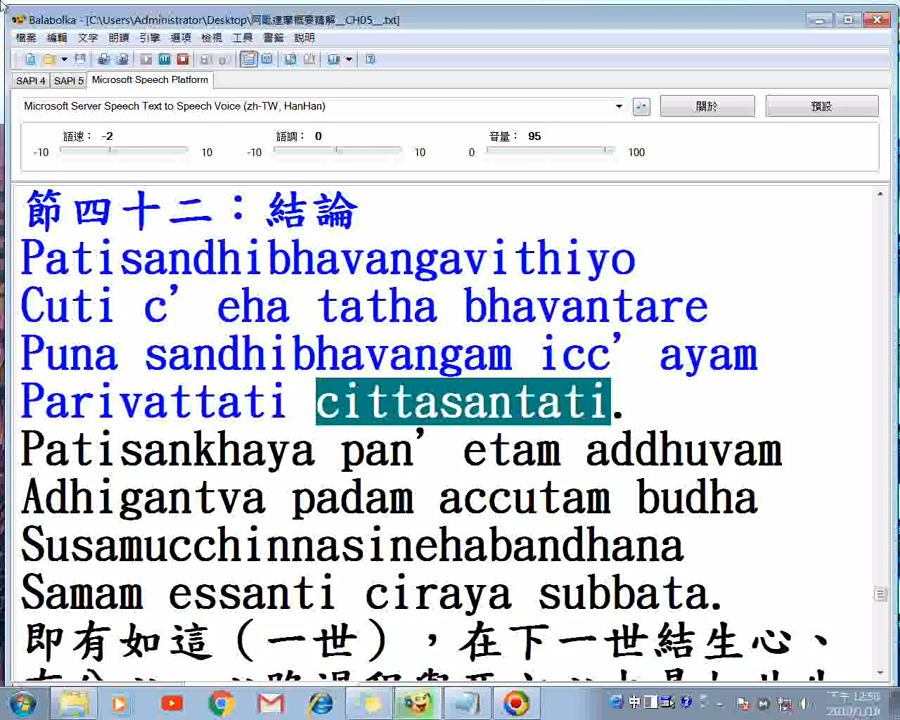 Balabolka - [C:\Users\Administrator\Desktop\阿毗達摩概要精解__CH05__.txt]
檔案 編輯 文字 朗讀 引擎 選項 檢視 工具 書籤 說明
SAPI 4 SAPI 5 Microsoft Speech Platform
Microsoft Server Speech Text to Speech Voice (zh-TW, HanHan) 關於 預設
語速： -2 語調： 0 音量： 95
-10 10 -10 10 0 100
節四十二：結論
Patisandhibhavangavithiyo
Cuti c’ eha tatha bhavantare
Puna sandhibhavangam icc’ ayam
Parivattati cittasantati.
Patisankhaya pan’ etam addhuvam
Adhigantva padam accutam budha
Susamucchinnasinehabandhana
Samam essanti ciraya subbata.
即有如這（一世），在下一世結生心、
下午 12:58